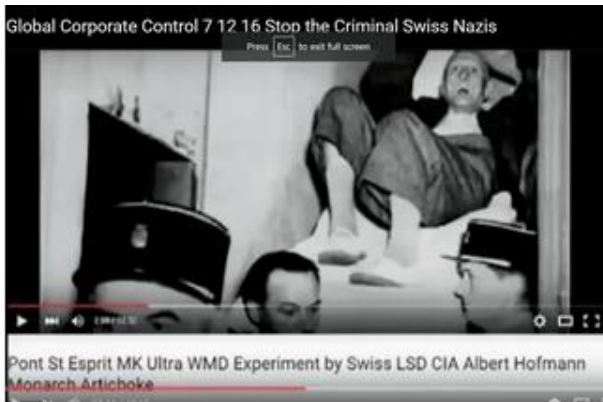 Global Corporate Control 7 12 16 Stop the Criminal Swiss Nazis
Press Esc to exit full screen
Pont St Esprit MK Ultra WMD Experiment by Swiss LSD CIA Albert Hofmann
Monarch Artichoke